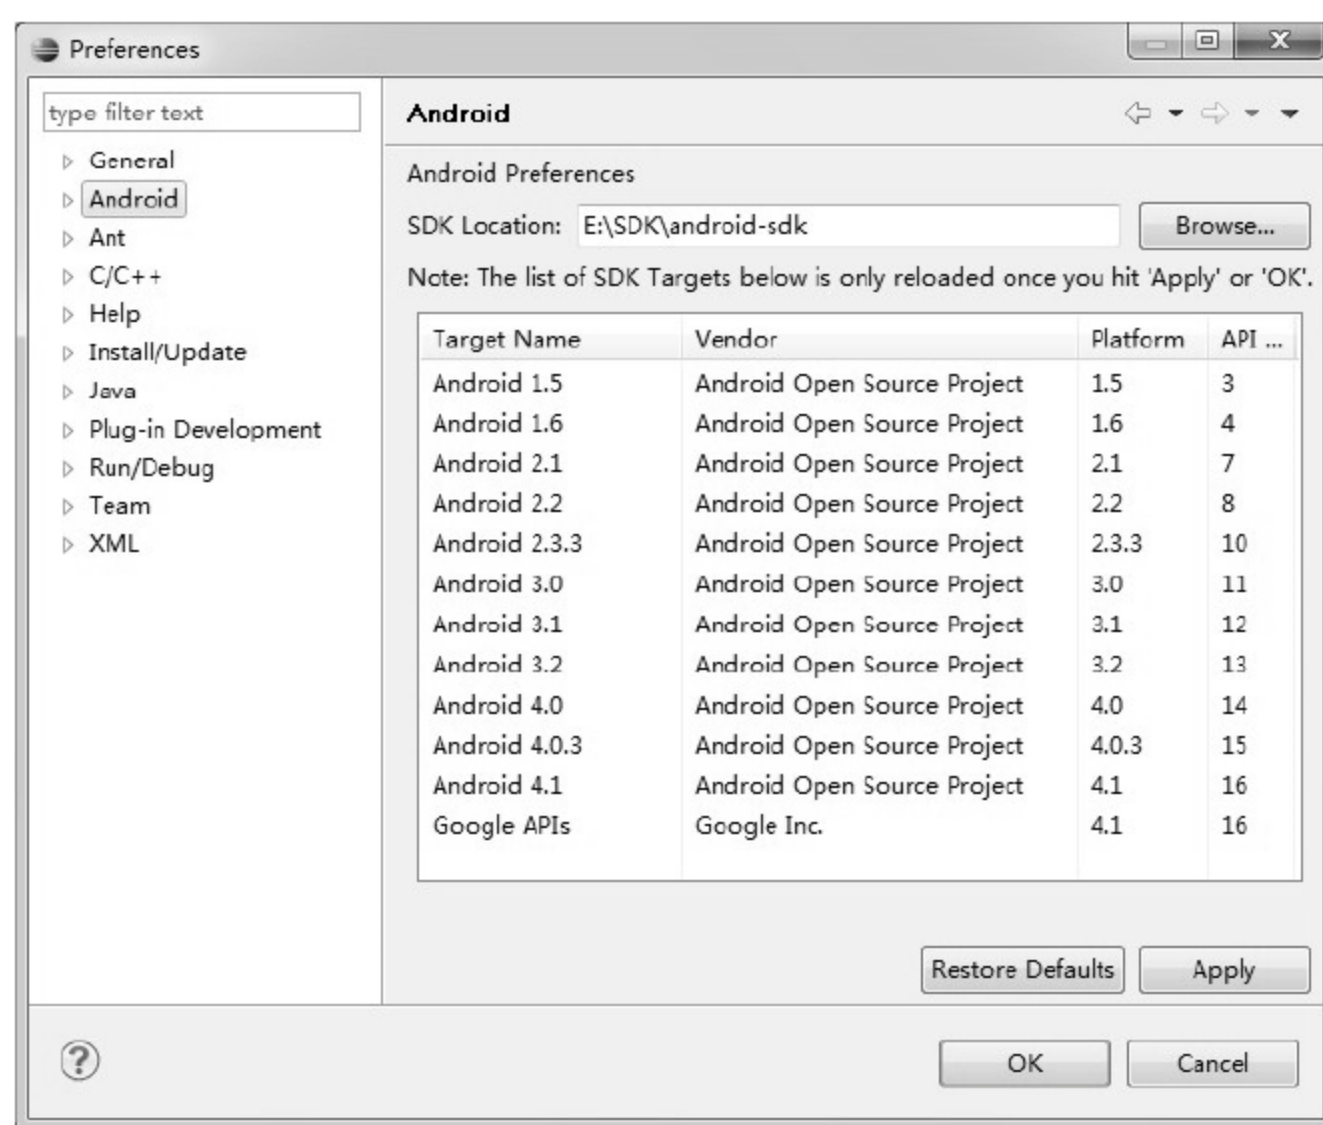 Preferences
type filter text
General
Android
Ant
C/C++
Help
Install/Update
Java
Plug-in Development
Run/Debug
Team
XML
Android
Android Preferences
SDK Location: E:\SDK\android-sdk Browse...
Note: The list of SDK Targets below is only reloaded once you hit 'Apply' or 'OK'.
Target Name Vendor Platform API ...
Android 1.5 Android Open Source Project 1.5 3
Android 1.6 Android Open Source Project 1.6 4
Android 2.1 Android Open Source Project 2.1 7
Android 2.2 Android Open Source Project 2.2 8
Android 2.3.3 Android Open Source Project 2.3.3 10
Android 3.0 Android Open Source Project 3.0 11
Android 3.1 Android Open Source Project 3.1 12
Android 3.2 Android Open Source Project 3.2 13
Android 4.0 Android Open Source Project 4.0 14
Android 4.0.3 Android Open Source Project 4.0.3 15
Android 4.1 Android Open Source Project 4.1 16
Google APIs Google Inc. 4.1 16
Restore Defaults Apply
? OK Cancel